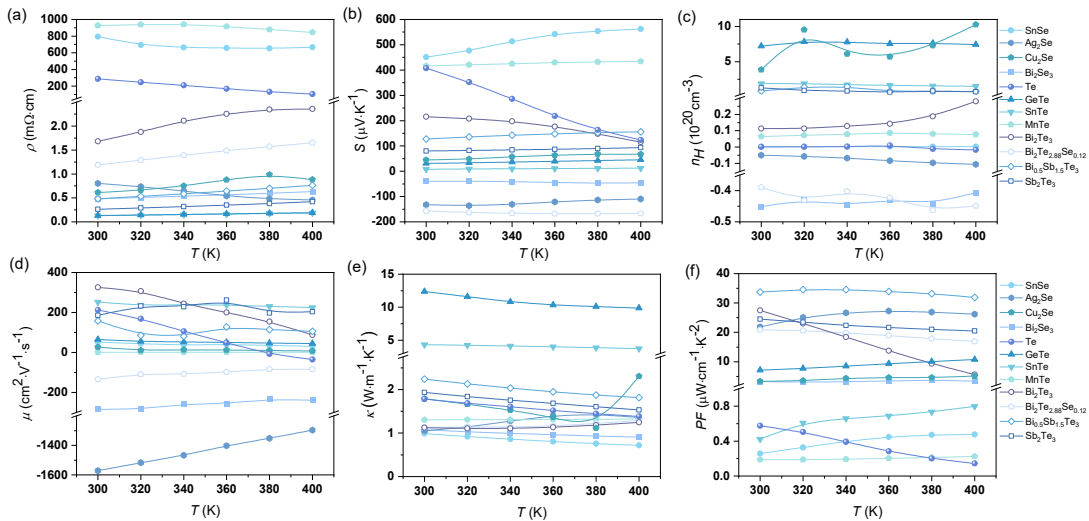 (a)
1000
800
600
400
200
2.0
1.5
1.0
0.5
0.0
ρ (mΩ·cm)
300 320 340 360 380 400
T (K)
(b)
600
500
400
300
200
100
0
-100
-200
S (μV·K⁻¹)
300 320 340 360 380 400
T (K)
(c)
10
5
0.2
0.1
0.0
-0.1
-0.4
-0.5
n_H (10²⁰cm⁻³)
300 320 340 360 380 400
T (K)
SnSe
Ag₂Se
Cu₂Se
Bi₂Se₃
Te
GeTe
SnTe
MnTe
Bi₂Te₃
Bi₂Te₂.₈₈Se₀.₁₂
Bi₀.₅Sb₁.₅Te₃
Sb₂Te₃
(d)
400
200
0
-200
-1400
-1600
μ (cm²·V⁻¹·s⁻¹)
300 320 340 360 380 400
T (K)
(e)
15
10
5
2
1
0
κ (W·m⁻¹·K⁻¹)
300 320 340 360 380 400
T (K)
(f)
40
30
20
10
0.8
0.4
0.0
PF (μW·cm⁻¹·K⁻²)
300 320 340 360 380 400
T (K)
SnSe
Ag₂Se
Cu₂Se
Bi₂Se₃
Te
GeTe
SnTe
MnTe
Bi₂Te₃
Bi₂Te₂.₈₈Se₀.₁₂
Bi₀.₅Sb₁.₅Te₃
Sb₂Te₃